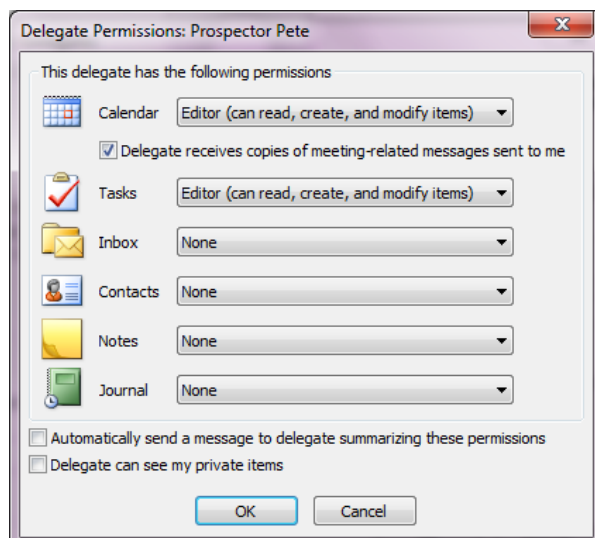 Delegate Permissions: Prospector Pete
This delegate has the following permissions
Calendar Editor (can read, create, and modify items)
Delegate receives copies of meeting-related messages sent to me
Tasks Editor (can read, create, and modify items)
Inbox None
Contacts None
Notes None
Journal None
Automatically send a message to delegate summarizing these permissions
Delegate can see my private items
OK Cancel